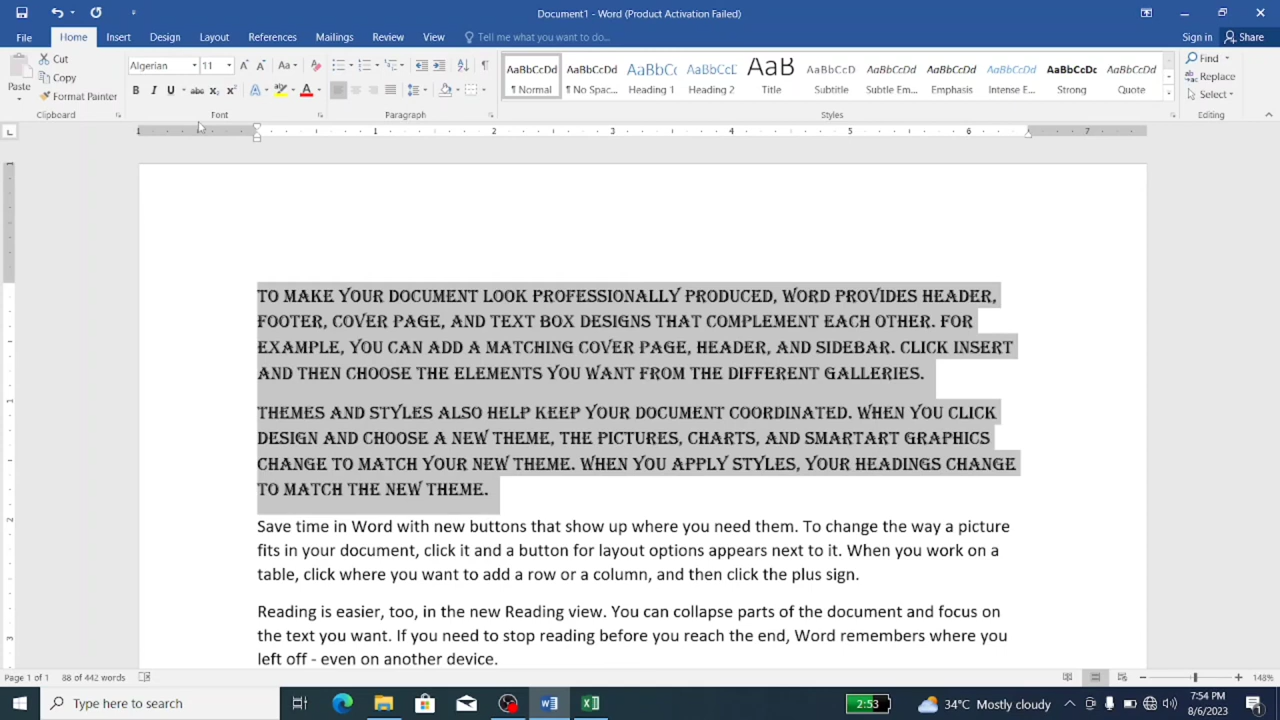 Document1 - Word (Product Activation Failed)
File Home Insert Design Layout References Mailings Review View Tell me what you want to do... Sign in Share
Paste Cut Copy Format Painter
Clipboard
Algerian 11
Font
Paragraph
AaBbCcDd ¶ Normal
AaBbCcDd ¶ No Spac...
AaBbCc Heading 1
AaBbCcC Heading 2
AaB Title
AaBbCcD Subtitle
AaBbCcDd Subtle Em...
AaBbCcDd Emphasis
AaBbCcDd Intense E...
AaBbCcDc Strong
AaBbCcDd Quote
Styles
Find
Replace
Select
Editing
1 1 2 3 4 5 6 7
TO MAKE YOUR DOCUMENT LOOK PROFESSIONALLY PRODUCED, WORD PROVIDES HEADER,
FOOTER, COVER PAGE, AND TEXT BOX DESIGNS THAT COMPLEMENT EACH OTHER. FOR
EXAMPLE, YOU CAN ADD A MATCHING COVER PAGE, HEADER, AND SIDEBAR. CLICK INSERT
AND THEN CHOOSE THE ELEMENTS YOU WANT FROM THE DIFFERENT GALLERIES.
THEMES AND STYLES ALSO HELP KEEP YOUR DOCUMENT COORDINATED. WHEN YOU CLICK
DESIGN AND CHOOSE A NEW THEME, THE PICTURES, CHARTS, AND SMARTART GRAPHICS
CHANGE TO MATCH YOUR NEW THEME. WHEN YOU APPLY STYLES, YOUR HEADINGS CHANGE
TO MATCH THE NEW THEME.
Save time in Word with new buttons that show up where you need them. To change the way a picture
fits in your document, click it and a button for layout options appears next to it. When you work on a
table, click where you want to add a row or a column, and then click the plus sign.
Reading is easier, too, in the new Reading view. You can collapse parts of the document and focus on
the text you want. If you need to stop reading before you reach the end, Word remembers where you
left off - even on another device.
Page 1 of 1 88 of 442 words 148%
Type here to search 2:53 34°C Mostly cloudy 7:54 PM
8/6/2023